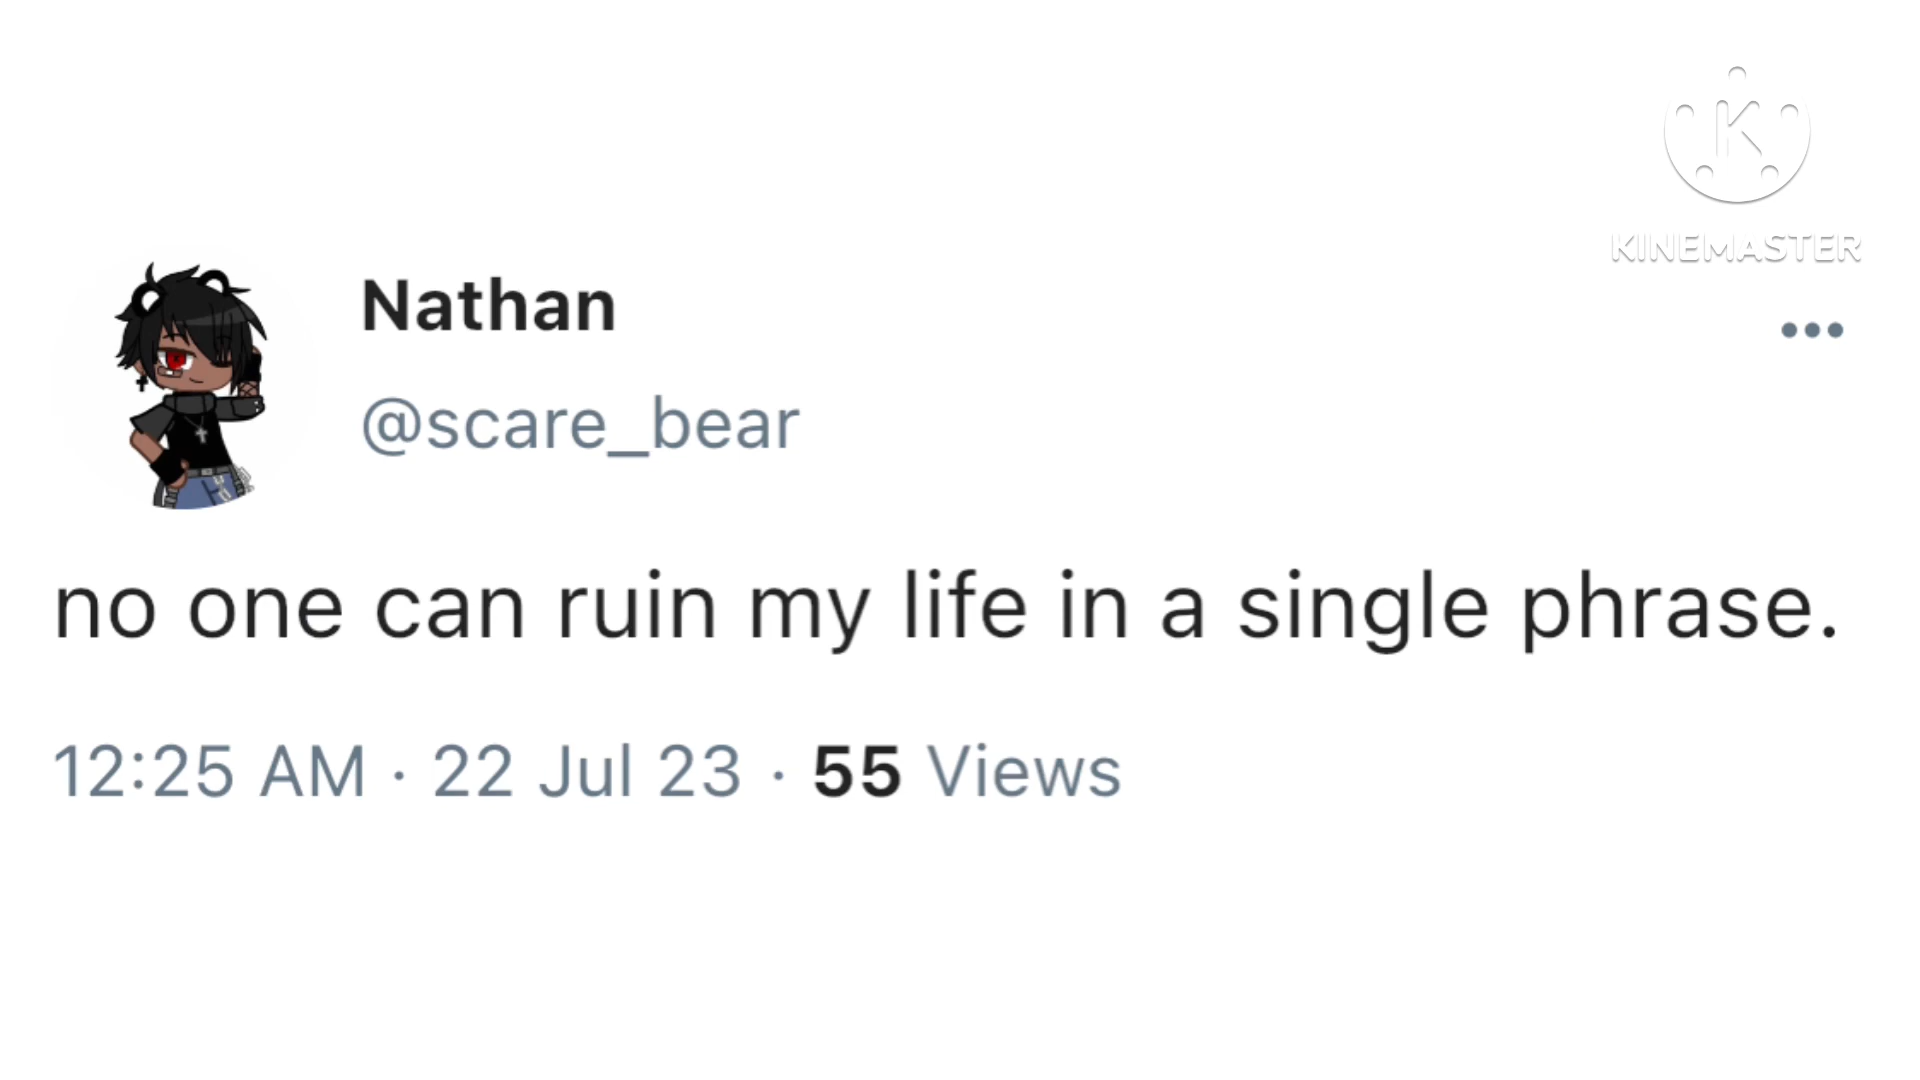 K
KINEMASTER
Nathan
@scare_bear
no one can ruin my life in a single phrase.
12:25 AM · 22 Jul 23 · 55 Views